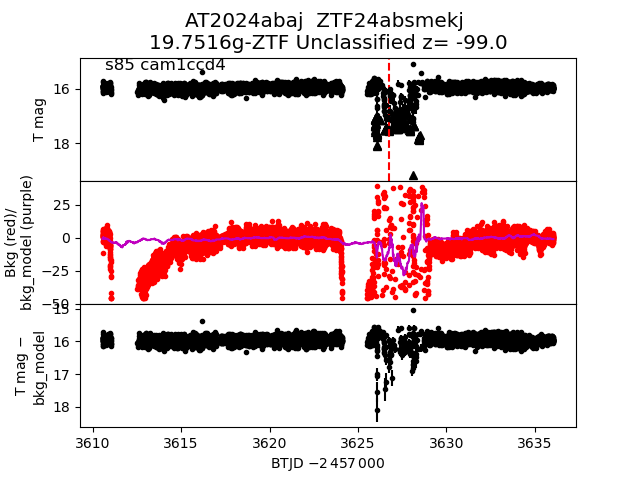 AT2024abaj  ZTF24absmekj
19.7516g-ZTF Unclassified z= -99.0
s85 cam1ccd4
16
18
T mag
25
0
−25
−50
Bkg (red)/
bkg_model (purple)
15
16
17
18
T mag −
bkg_model
3610
3615
3620
3625
3630
3635
BTJD −2 457 000